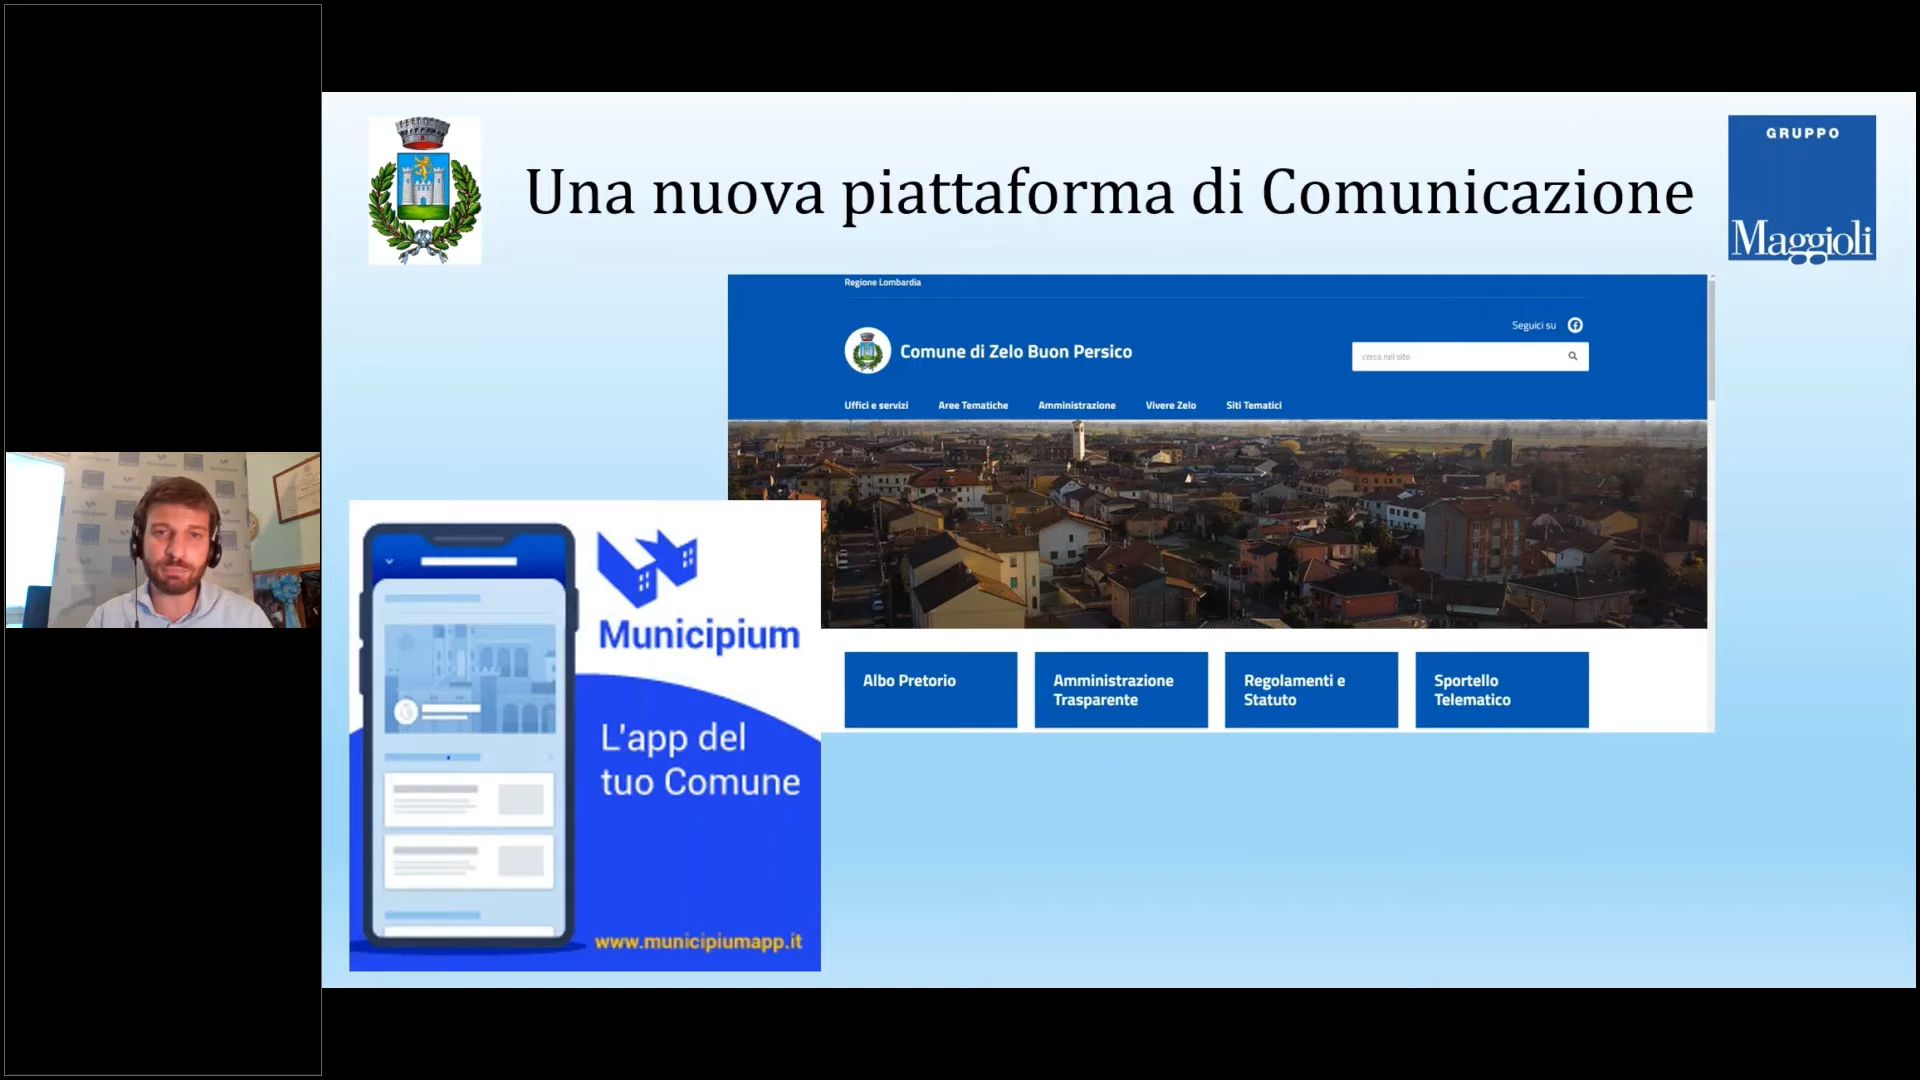 Una nuova piattaforma di Comunicazione
GRUPPO
Maggioli
Regione Lombardia
Seguici su
Comune di Zelo Buon Persico
cerca nel sito
Uffici e servizi
Aree Tematiche
Amministrazione
Vivere Zelo
Siti Tematici
Albo Pretorio
Amministrazione
Trasparente
Regolamenti e
Statuto
Sportello
Telematico
Municipium
L'app del
tuo Comune
www.municipiumapp.it